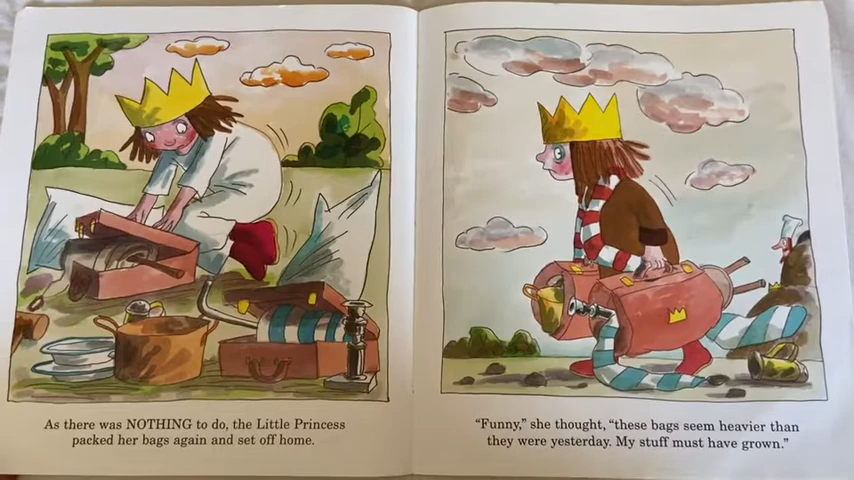 As there was NOTHING to do, the Little Princess
packed her bags again and set off home.
“Funny,” she thought, “these bags seem heavier than
they were yesterday. My stuff must have grown.”